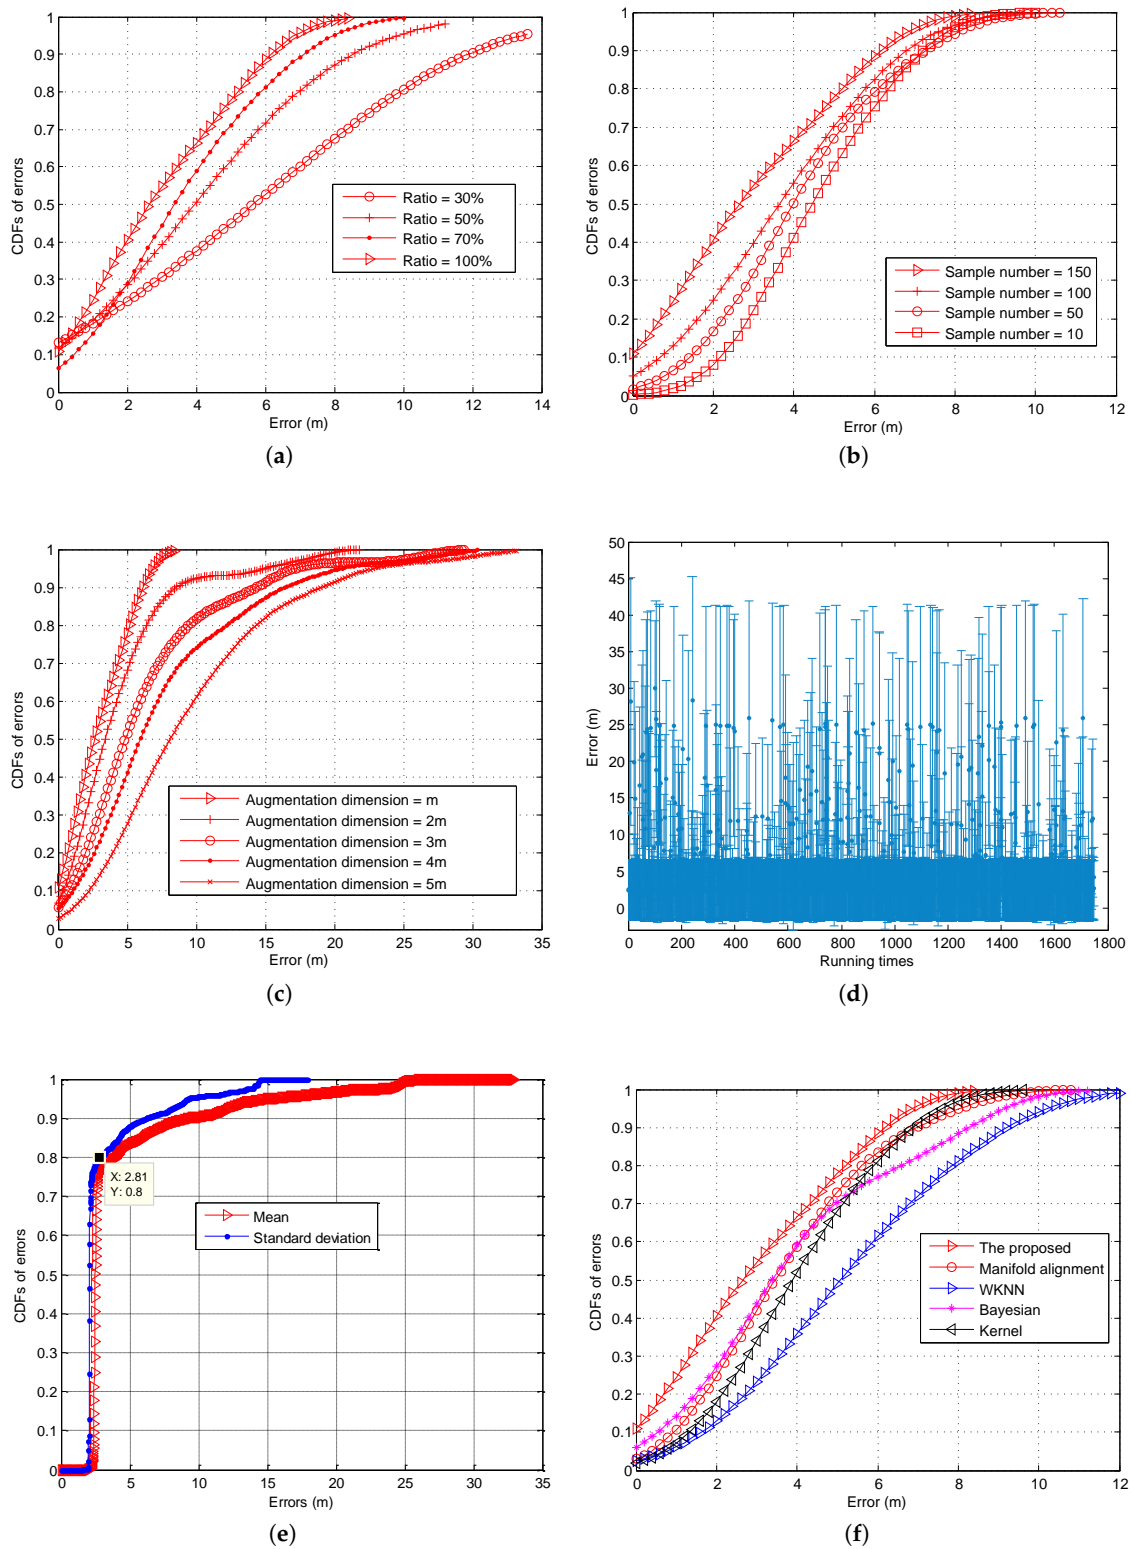 1
0.9
0.8
0.7
0.6
0.5
0.4
0.3
0.2
0.1
0
0 2 4 6 8 10 12 14
CDFs of errors
Error (m)
Ratio = 30%
Ratio = 50%
Ratio = 70%
Ratio = 100%
(a)
1
0.9
0.8
0.7
0.6
0.5
0.4
0.3
0.2
0.1
0
0 2 4 6 8 10 12
CDFs of errors
Error (m)
Sample number = 150
Sample number = 100
Sample number = 50
Sample number = 10
(b)
1
0.9
0.8
0.7
0.6
0.5
0.4
0.3
0.2
0.1
0
0 5 10 15 20 25 30 35
CDFs of errors
Error (m)
Augmentation dimension = m
Augmentation dimension = 2m
Augmentation dimension = 3m
Augmentation dimension = 4m
Augmentation dimension = 5m
(c)
50
45
40
35
30
25
20
15
10
5
0
0 200 400 600 800 1000 1200 1400 1600 1800
Error (m)
Running times
(d)
1
0.9
0.8
0.7
0.6
0.5
0.4
0.3
0.2
0.1
0
0 5 10 15 20 25 30 35
CDFs of errors
Errors (m)
X: 2.81
Y: 0.8
Mean
Standard deviation
(e)
1
0.9
0.8
0.7
0.6
0.5
0.4
0.3
0.2
0.1
0
0 2 4 6 8 10 12
CDFs of errors
Error (m)
The proposed
Manifold alignment
WKNN
Bayesian
Kernel
(f)